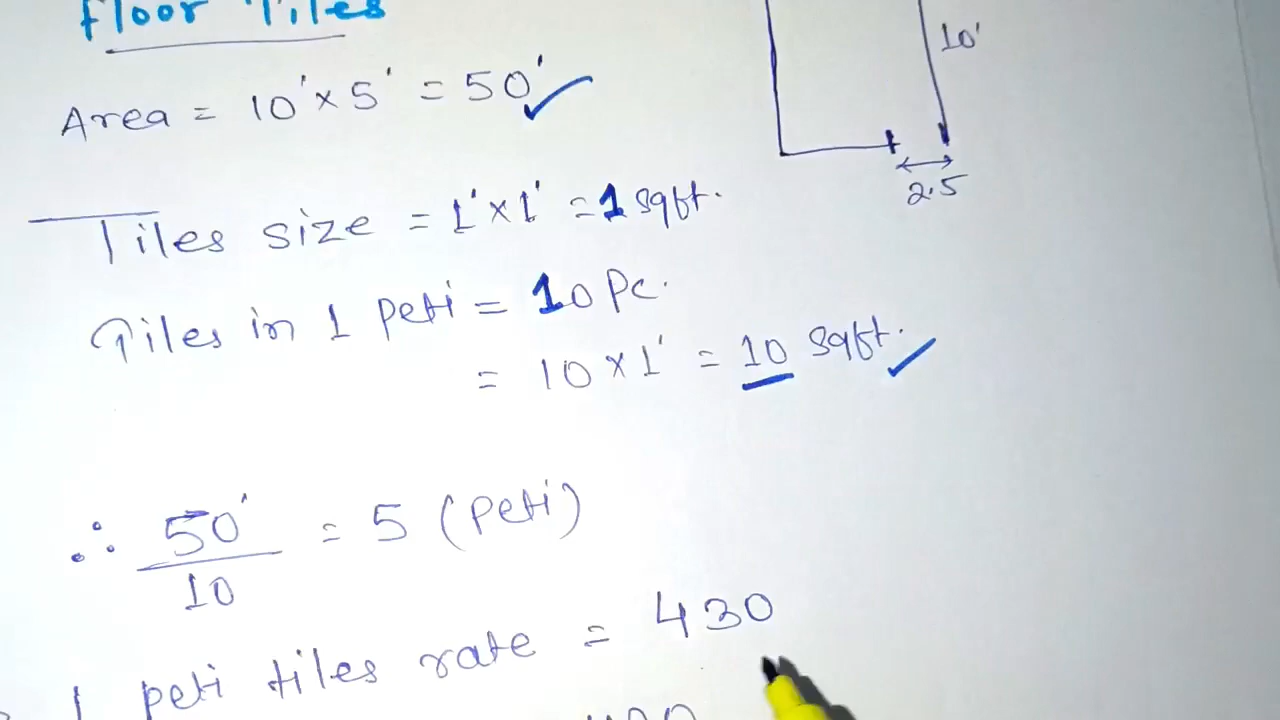 Floor Tiles
10'
Area = 10' x 5' = 50'
2.5
Tiles size = 1' x 1' = 1 sqft.
Tiles in 1 Peti = 10 Pc.
= 10 x 1' = 10 sqft.
∴ 50' / 10 = 5 (Peti)
1 peti tiles rate = 430